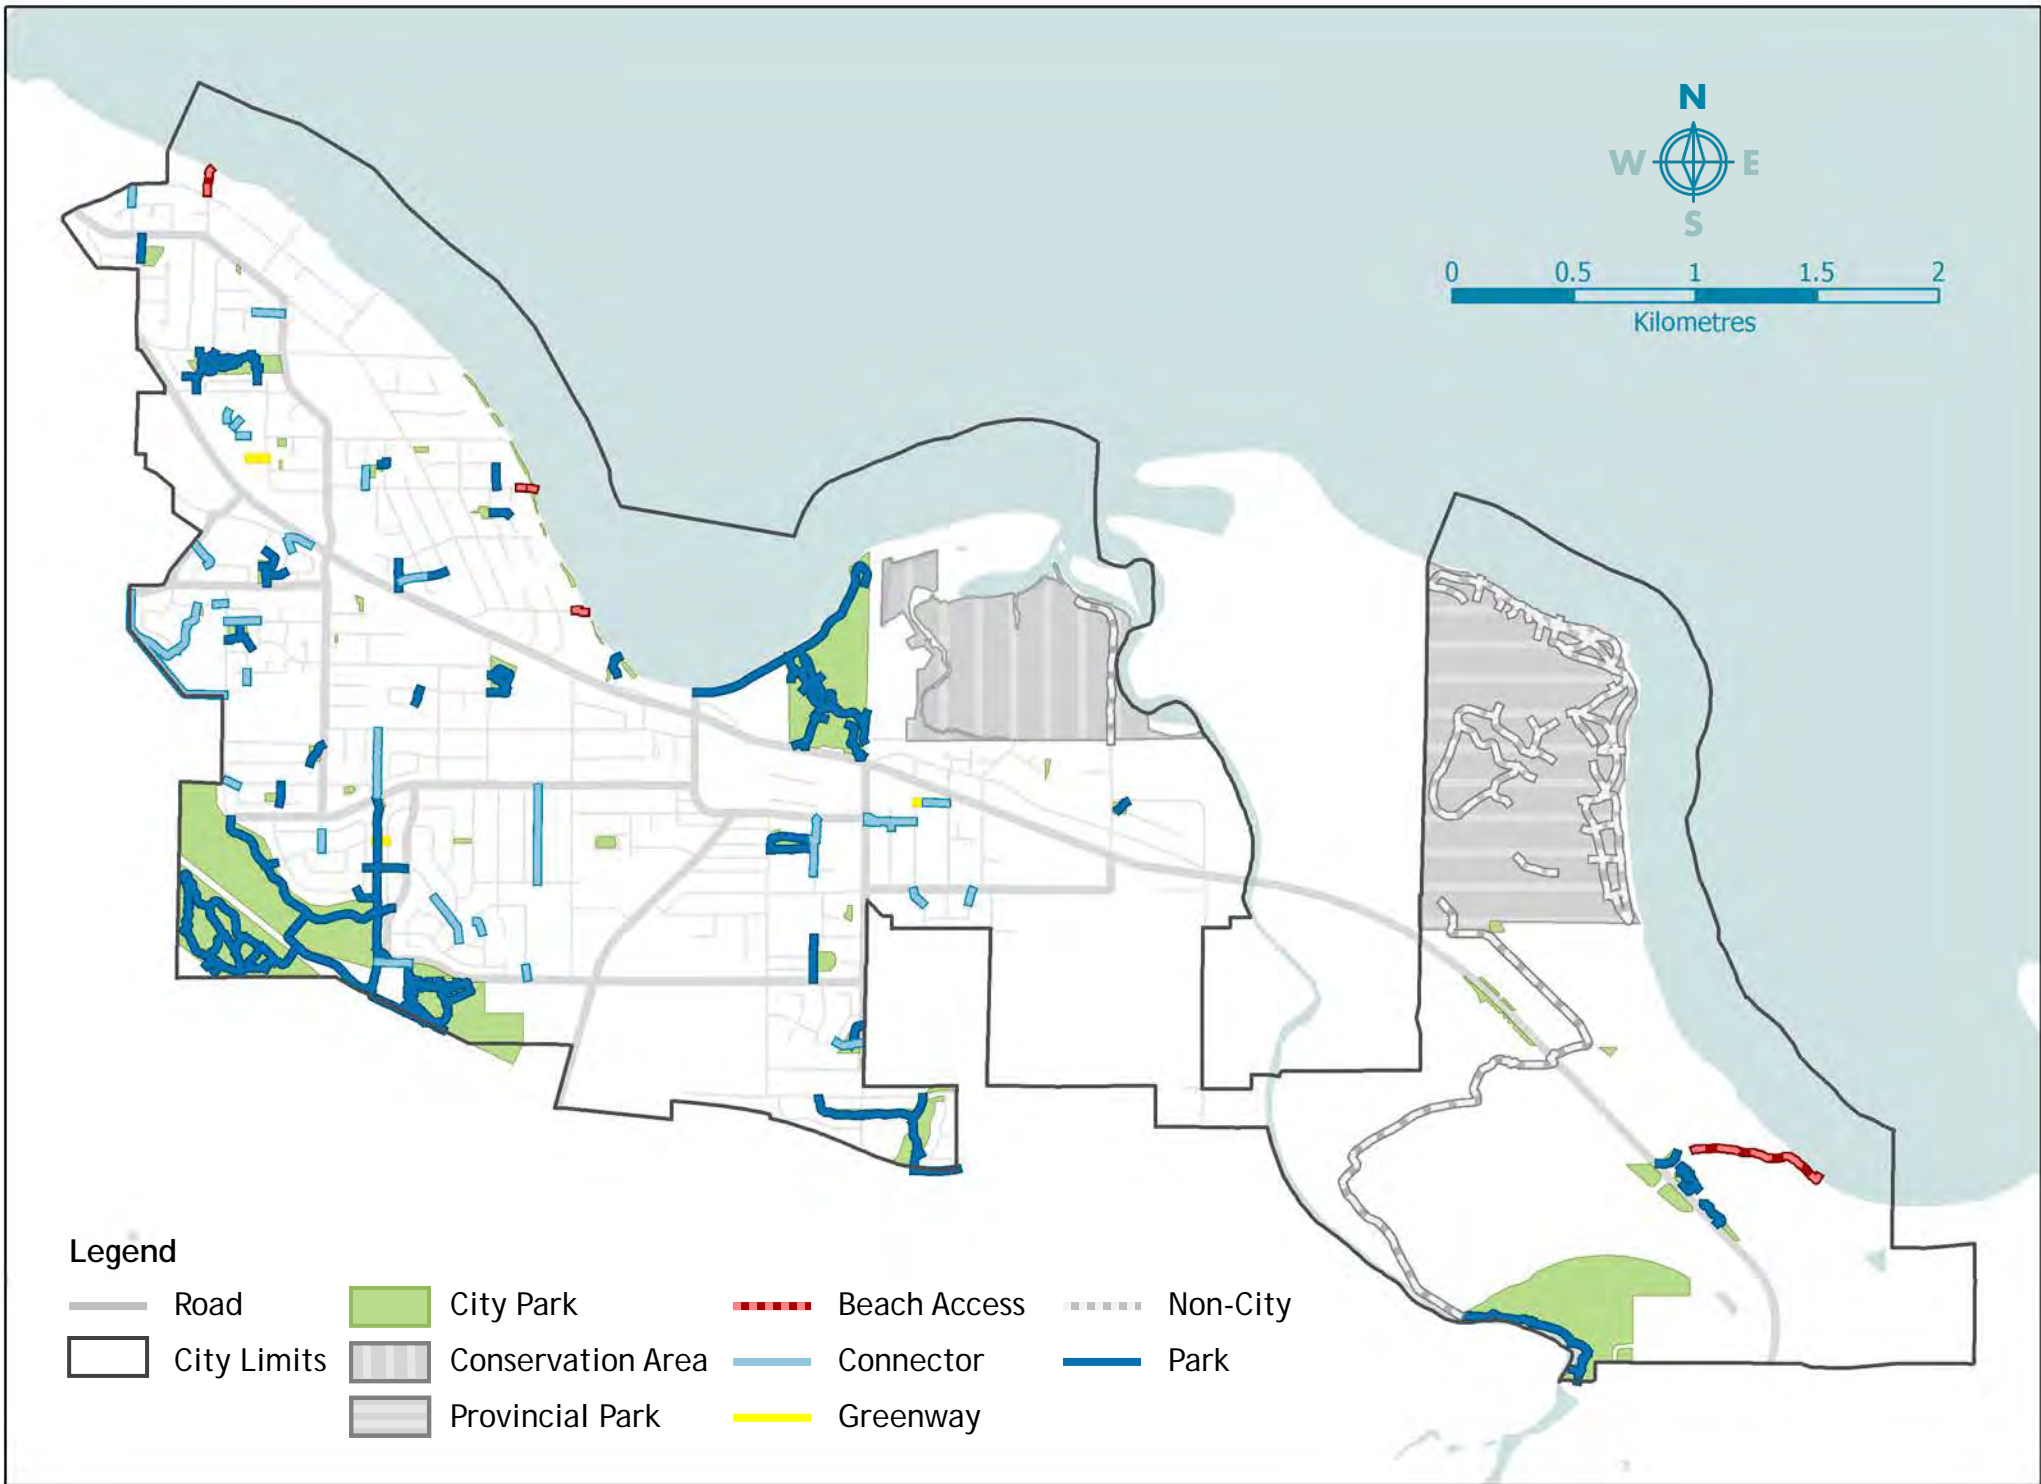 N
W E
S
0 0.5 1 1.5 2
Kilometres
Legend
Road
City Limits
City Park
Conservation Area
Provincial Park
Beach Access
Connector
Greenway
Non-City
Park